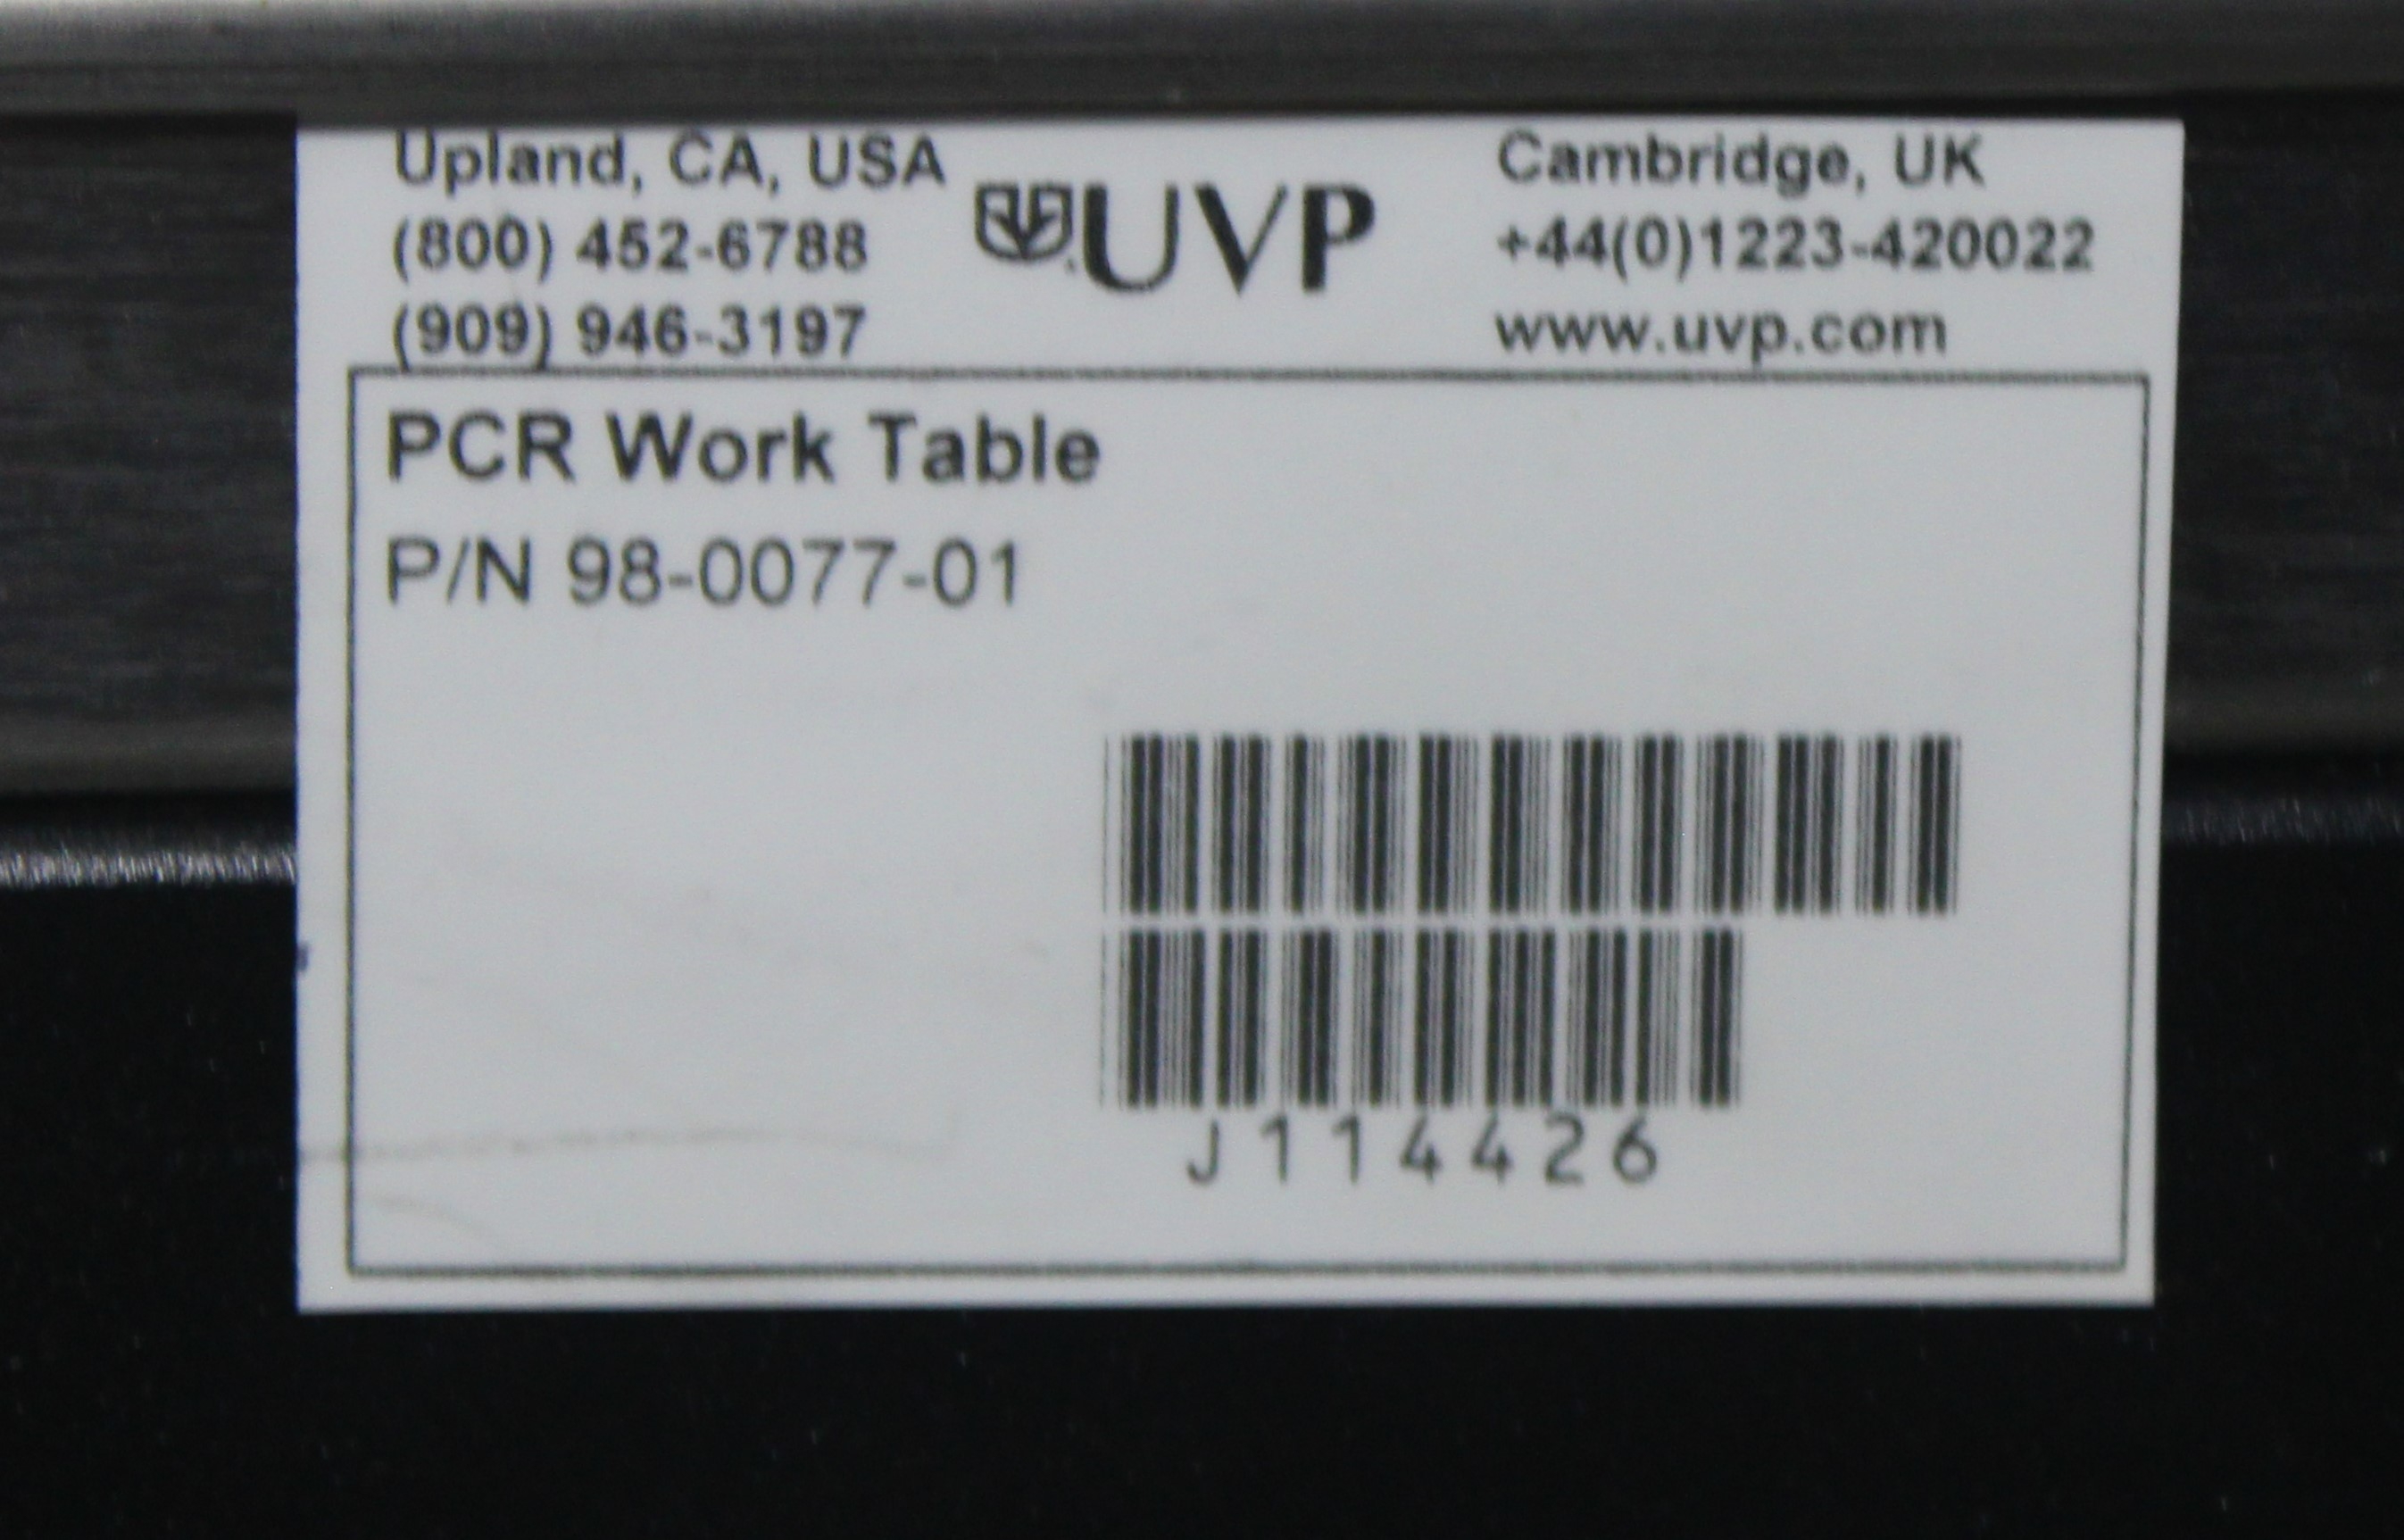 Upland, CA, USA
(800) 452-6788
(909) 946-3197
UVP
Cambridge, UK
+44(0)1223-420022
www.uvp.com
PCR Work Table
P/N 98-0077-01
J114426